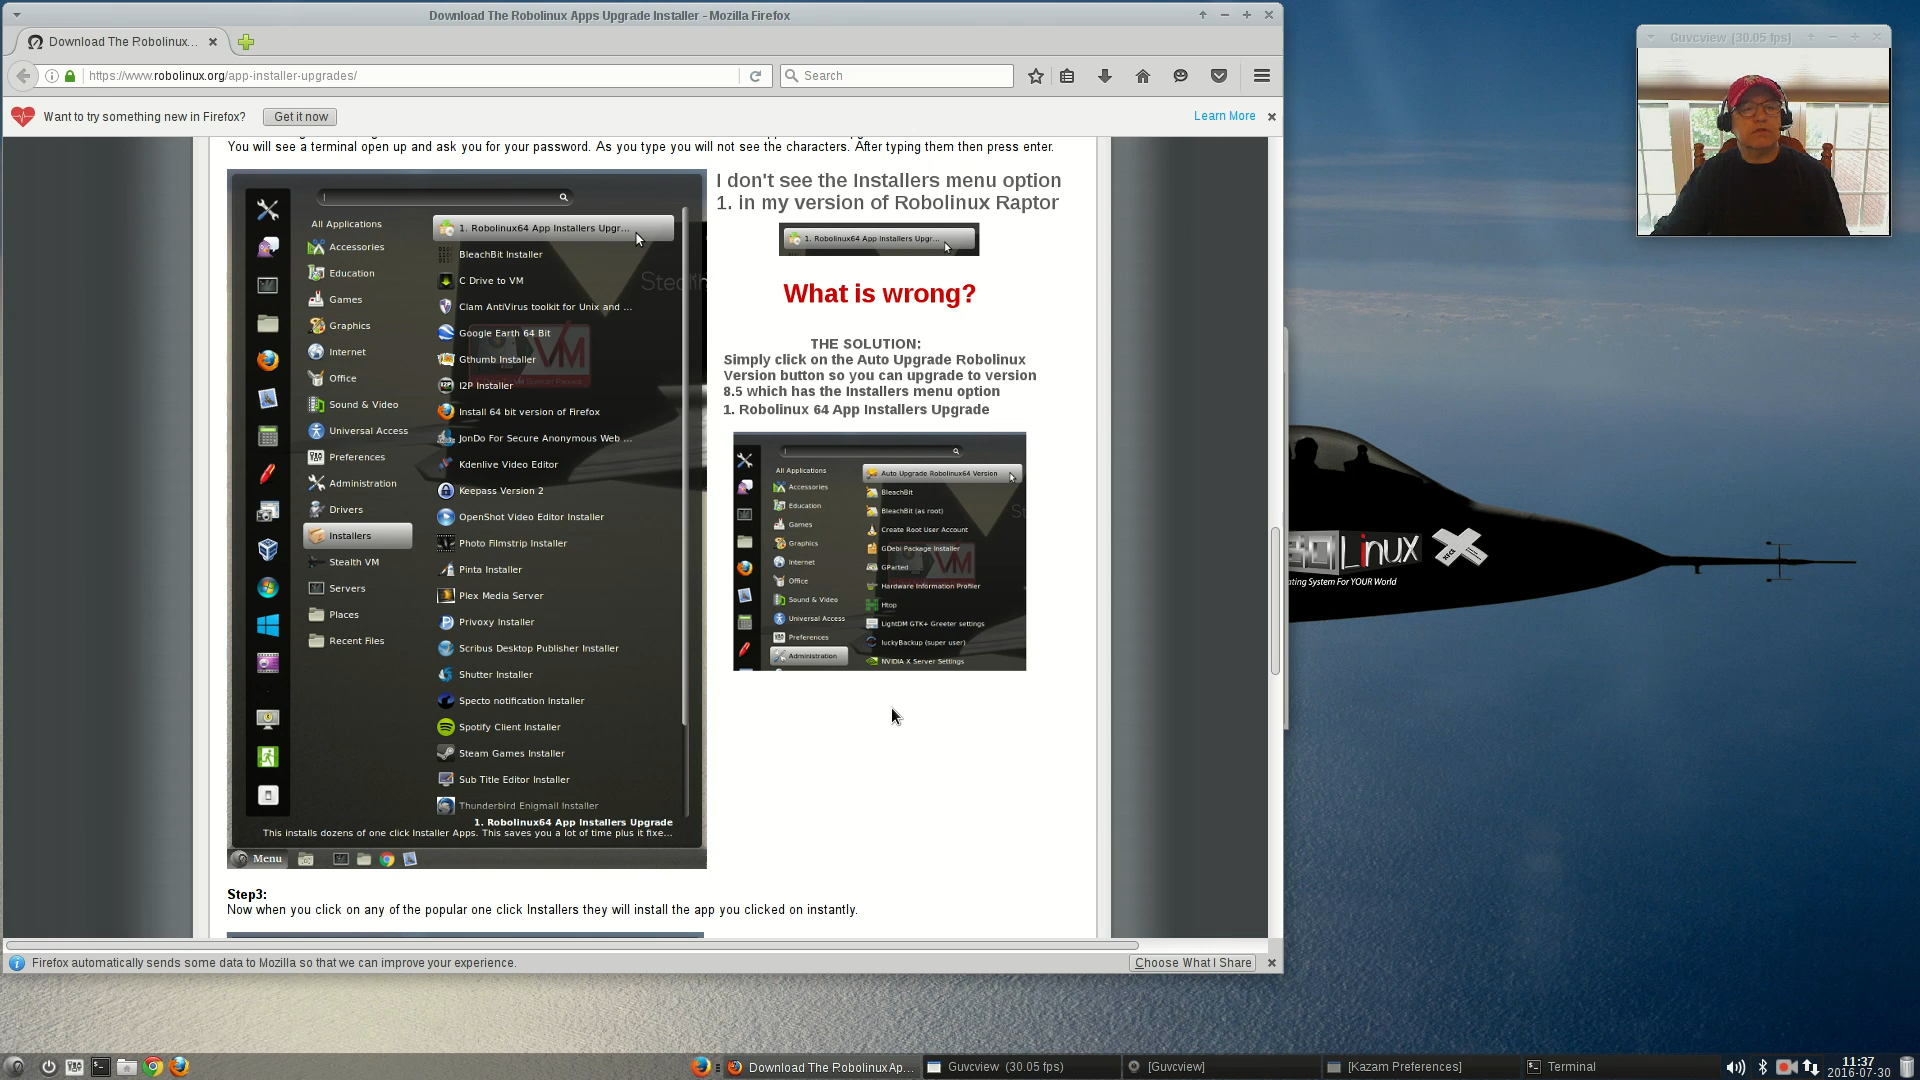 Download The Robolinux Apps Upgrade Installer - Mozilla Firefox
Guvcview (30.05 fps)
Download The Robolinux...
https://www.robolinux.org/app-installer-upgrades/
Search
Want to try something new in Firefox?
Get it now
Learn More
You will see a terminal open up and ask you for your password. As you type you will not see the characters. After typing them then press enter.
All Applications
Accessories
Education
Games
Graphics
Internet
Office
Sound & Video
Universal Access
Preferences
Administration
Drivers
Installers
Stealth VM
Servers
Places
Recent Files
1. Robolinux64 App Installers Upgr...
BleachBit Installer
C Drive to VM
Clam AntiVirus toolkit for Unix and ...
Google Earth 64 Bit
Gthumb Installer
I2P Installer
Install 64 bit version of Firefox
JonDo For Secure Anonymous Web ...
Kdenlive Video Editor
Keepass Version 2
OpenShot Video Editor Installer
Photo Filmstrip Installer
Pinta Installer
Plex Media Server
Privoxy Installer
Scribus Desktop Publisher Installer
Shutter Installer
Specto notification Installer
Spotify Client Installer
Steam Games Installer
Sub Title Editor Installer
Thunderbird Enigmail Installer
1. Robolinux64 App Installers Upgrade
This installs dozens of one click Installer Apps. This saves you a lot of time plus it fixe...
Menu
VM
I don't see the Installers menu option
1. in my version of Robolinux Raptor
1. Robolinux64 App Installers Upgr...
What is wrong?
THE SOLUTION:
Simply click on the Auto Upgrade Robolinux
Version button so you can upgrade to version
8.5 which has the Installers menu option
1. Robolinux 64 App Installers Upgrade
All Applications
Accessories
Education
Games
Graphics
Internet
Office
Sound & Video
Universal Access
Preferences
Administration
Auto Upgrade Robolinux64 Version
BleachBit
BleachBit (as root)
Create Root User Account
GDebi Package Installer
GParted
Hardware Information Profiler
Htop
LightDM GTK+ Greeter settings
luckyBackup (super user)
NVIDIA X Server Settings
Step3:
Now when you click on any of the popular one click Installers they will install the app you clicked on instantly.
Firefox automatically sends some data to Mozilla so that we can improve your experience.
Choose What I Share
Linux
ating System For YOUR World
Download The Robolinux Ap...
Guvcview (30.05 fps)
[Guvcview]
[Kazam Preferences]
Terminal
11:37
2016-07-30